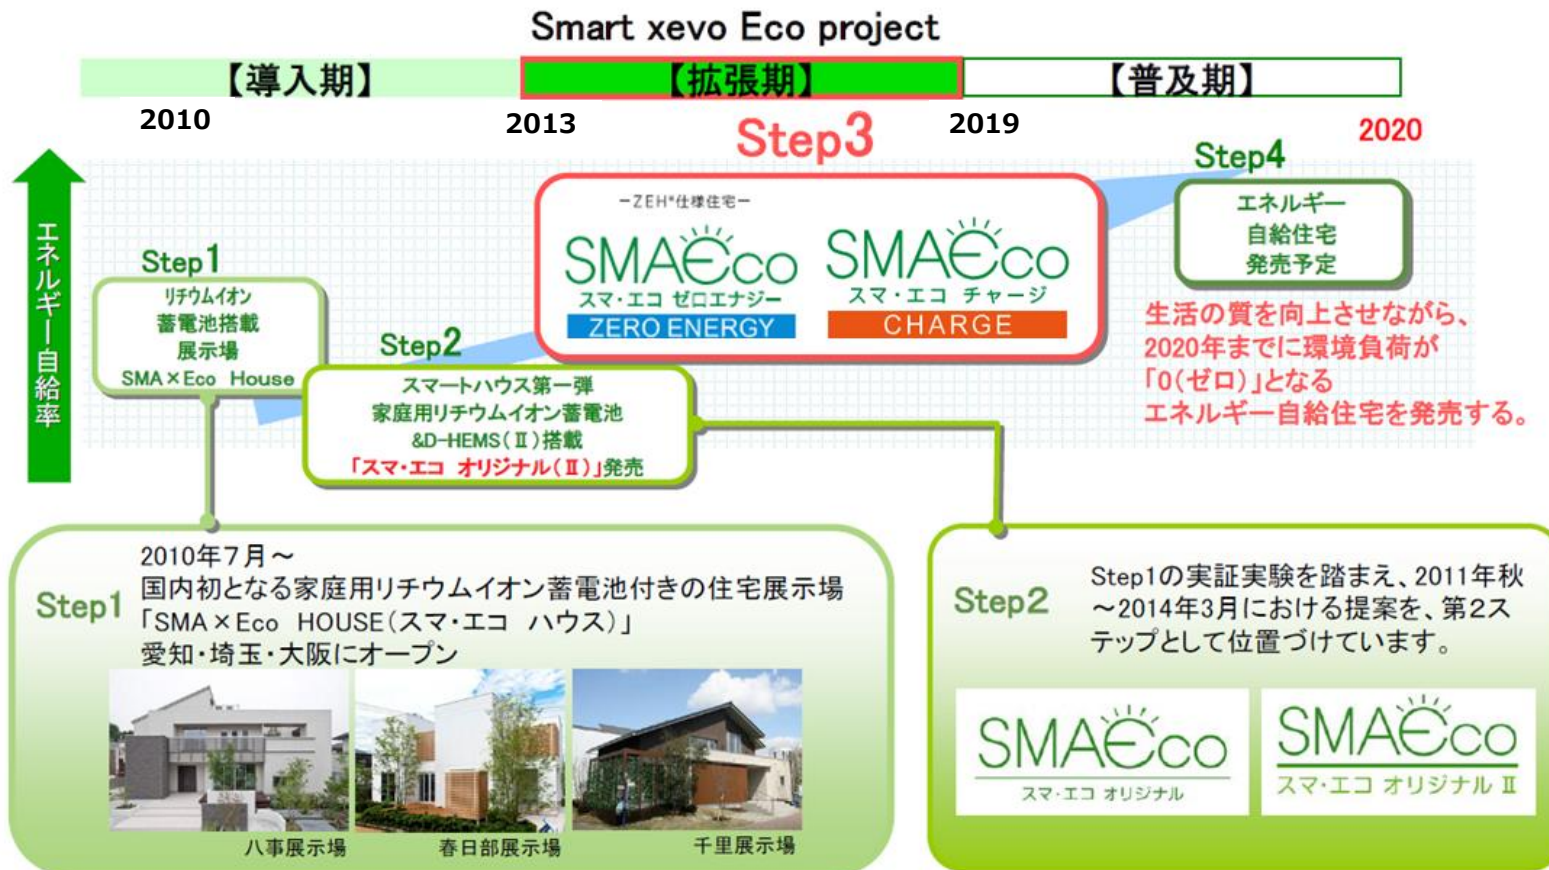 Smart xevo Eco project
【導入期】
【拡張期】
【普及期】
2010
2013
2019
2020
エネルギー自給率
Step1
リチウムイオン
蓄電池搭載
展示場
SMA×Eco House
Step2
スマートハウス第一弾
家庭用リチウムイオン蓄電池
&D-HEMS(Ⅱ)搭載
「スマ・エコ オリジナル(Ⅱ)」発売
Step3
－ZEH*仕様住宅－
SMAEco
スマ・エコ ゼロエナジー
ZERO ENERGY
SMAEco
スマ・エコ チャージ
CHARGE
Step4
エネルギー
自給住宅
発売予定
生活の質を向上させながら、
2020年までに環境負荷が
「0(ゼロ)」となる
エネルギー自給住宅を発売する。
Step1
2010年7月～
国内初となる家庭用リチウムイオン蓄電池付きの住宅展示場
「SMA×Eco HOUSE(スマ・エコ ハウス)」
愛知・埼玉・大阪にオープン
八事展示場
春日部展示場
千里展示場
Step2
Step1の実証実験を踏まえ、2011年秋
～2014年3月における提案を、第2ス
テップとして位置づけています。
SMAEco
スマ・エコ オリジナル
SMAEco
スマ・エコ オリジナル Ⅱ